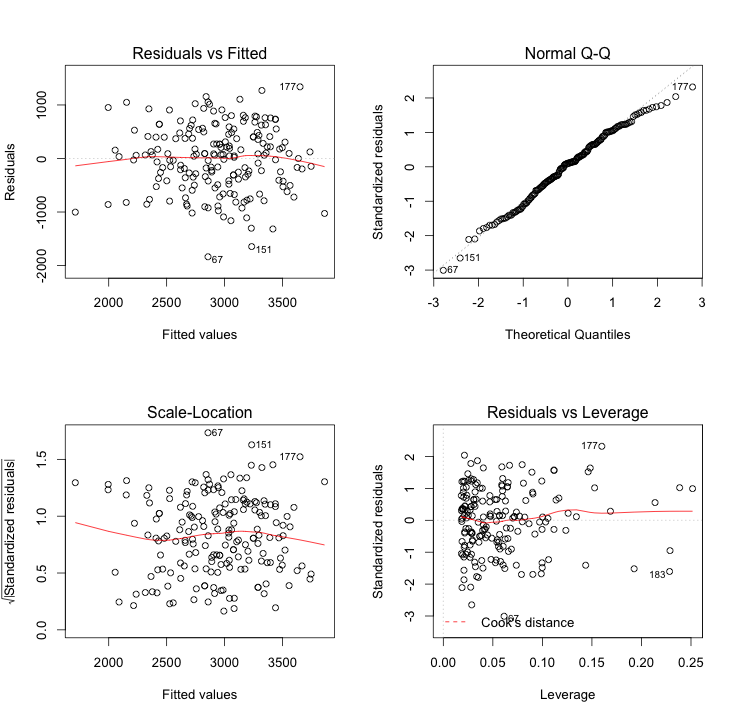 Residuals vs Fitted
Residuals
-2000 -1000 0 1000
177
67
151
2000 2500 3000 3500
Fitted values
Normal Q-Q
Standardized residuals
-3 -2 -1 0 1 2
177
151
67
-3 -2 -1 0 1 2 3
Theoretical Quantiles
Scale-Location
√|Standardized residuals|
0.0 0.5 1.0 1.5
67
151
177
2000 2500 3000 3500
Fitted values
Residuals vs Leverage
Standardized residuals
-3 -2 -1 0 1 2
177
183
67
Cook's distance
0.00 0.05 0.10 0.15 0.20 0.25
Leverage